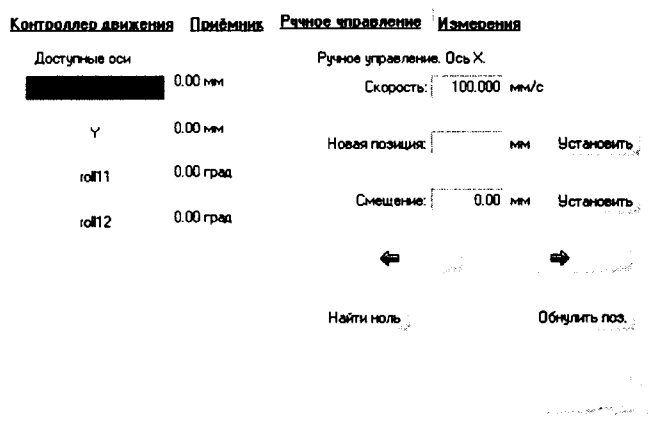 Контроллер движения Приёмник Ручное управление Измерения
Доступные оси
0.00 мм
Y 0.00 мм
roll11 0.00 град
roll12 0.00 град
Ручное управление. Ось X.
Скорость: 100.000 мм/с
Новая позиция: мм Установить
Смещение: 0.00 мм Установить
Найти ноль Обнулить поз.